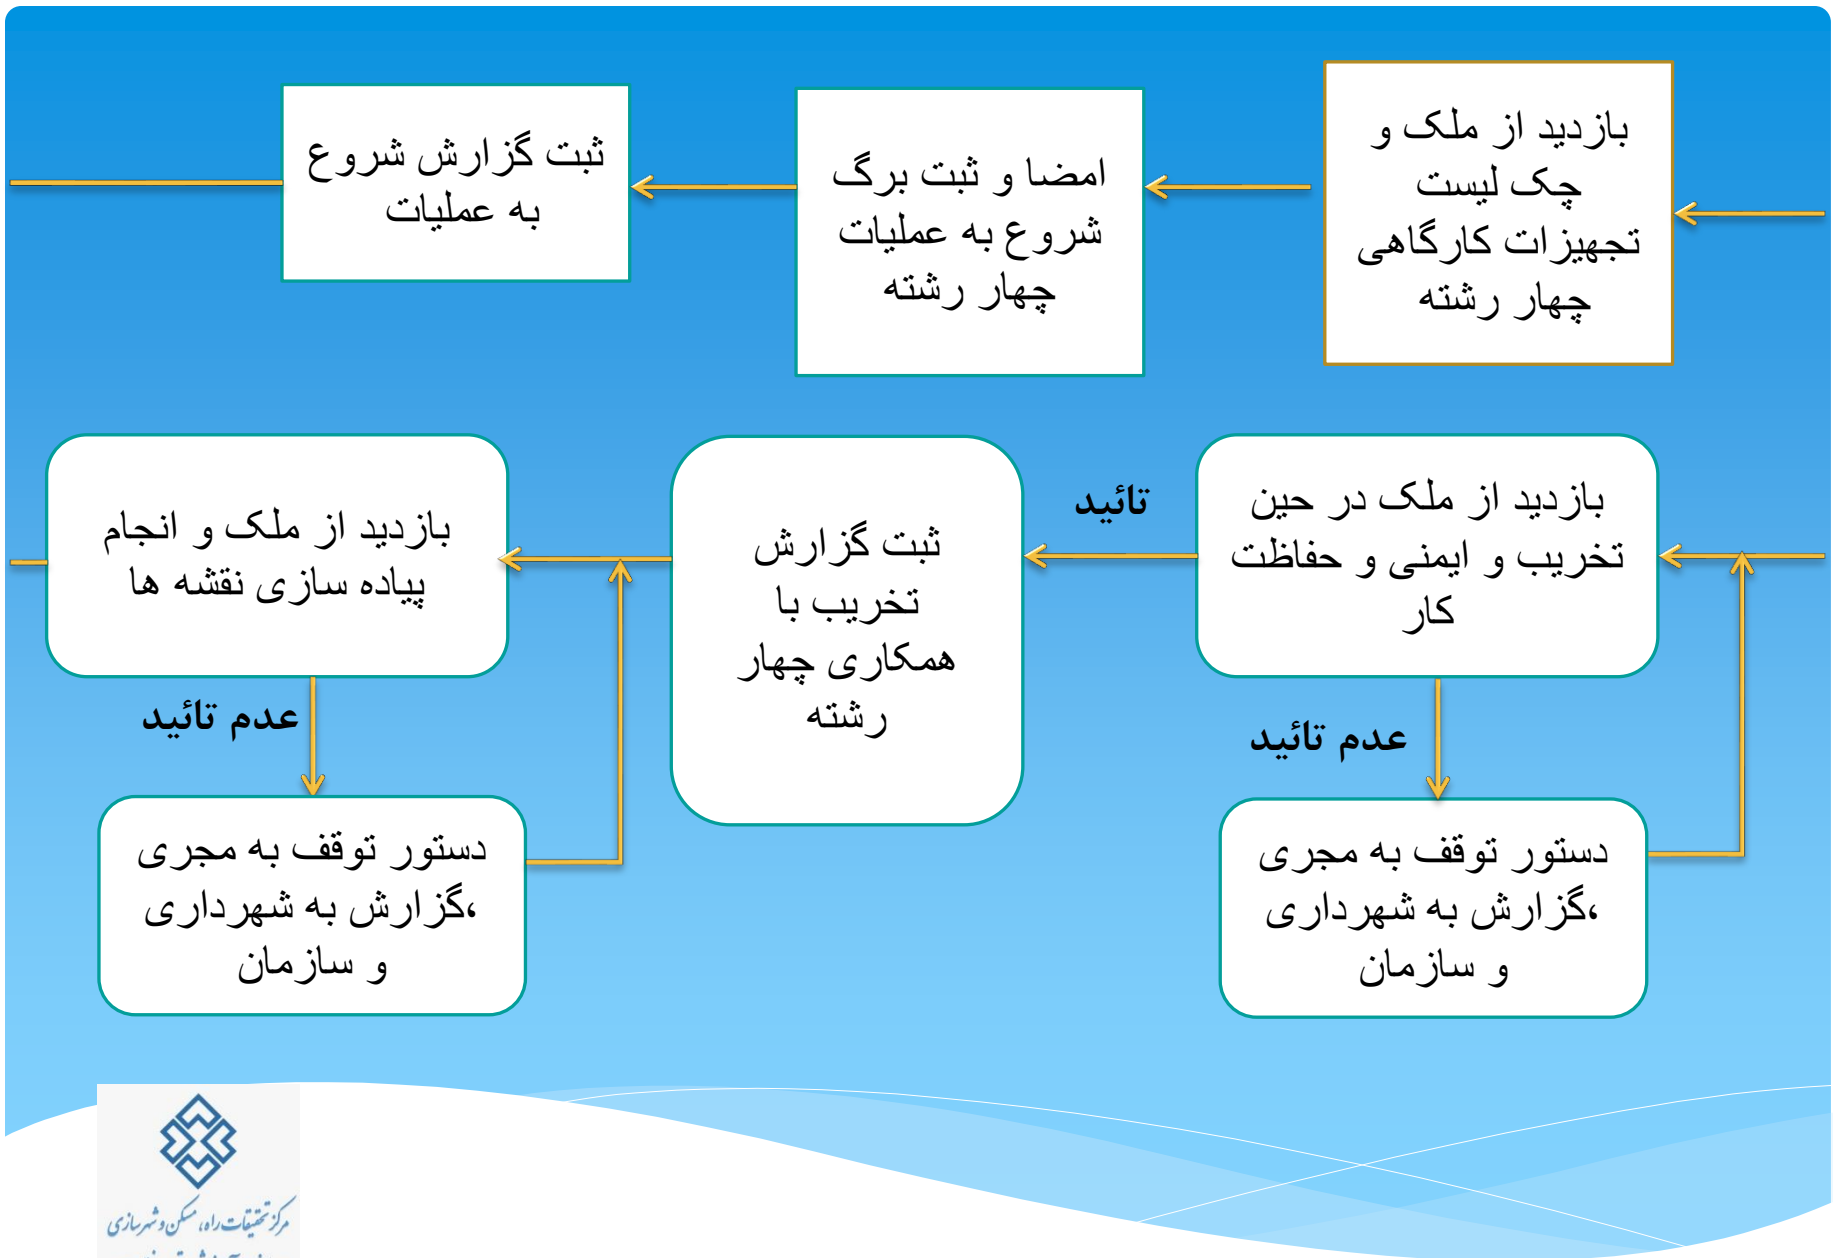 بازدید از ملک و
چک لیست
تجهیزات کارگاهی
چهار رشته
امضا و ثبت برگ
شروع به عملیات
چهار رشته
ثبت گزارش شروع
به عملیات
بازدید از ملک در حین
تخریب و ایمنی و حفاظت
کار
تائید
ثبت گزارش
تخریب با
همکاری چهار
رشته
بازدید از ملک و انجام
پیاده سازی نقشه ها
عدم تائید
عدم تائید
دستور توقف به مجری
،گزارش به شهرداری
و سازمان
دستور توقف به مجری
،گزارش به شهرداری
و سازمان
مرکز تحقیقات راه، مسکن و شهرسازی